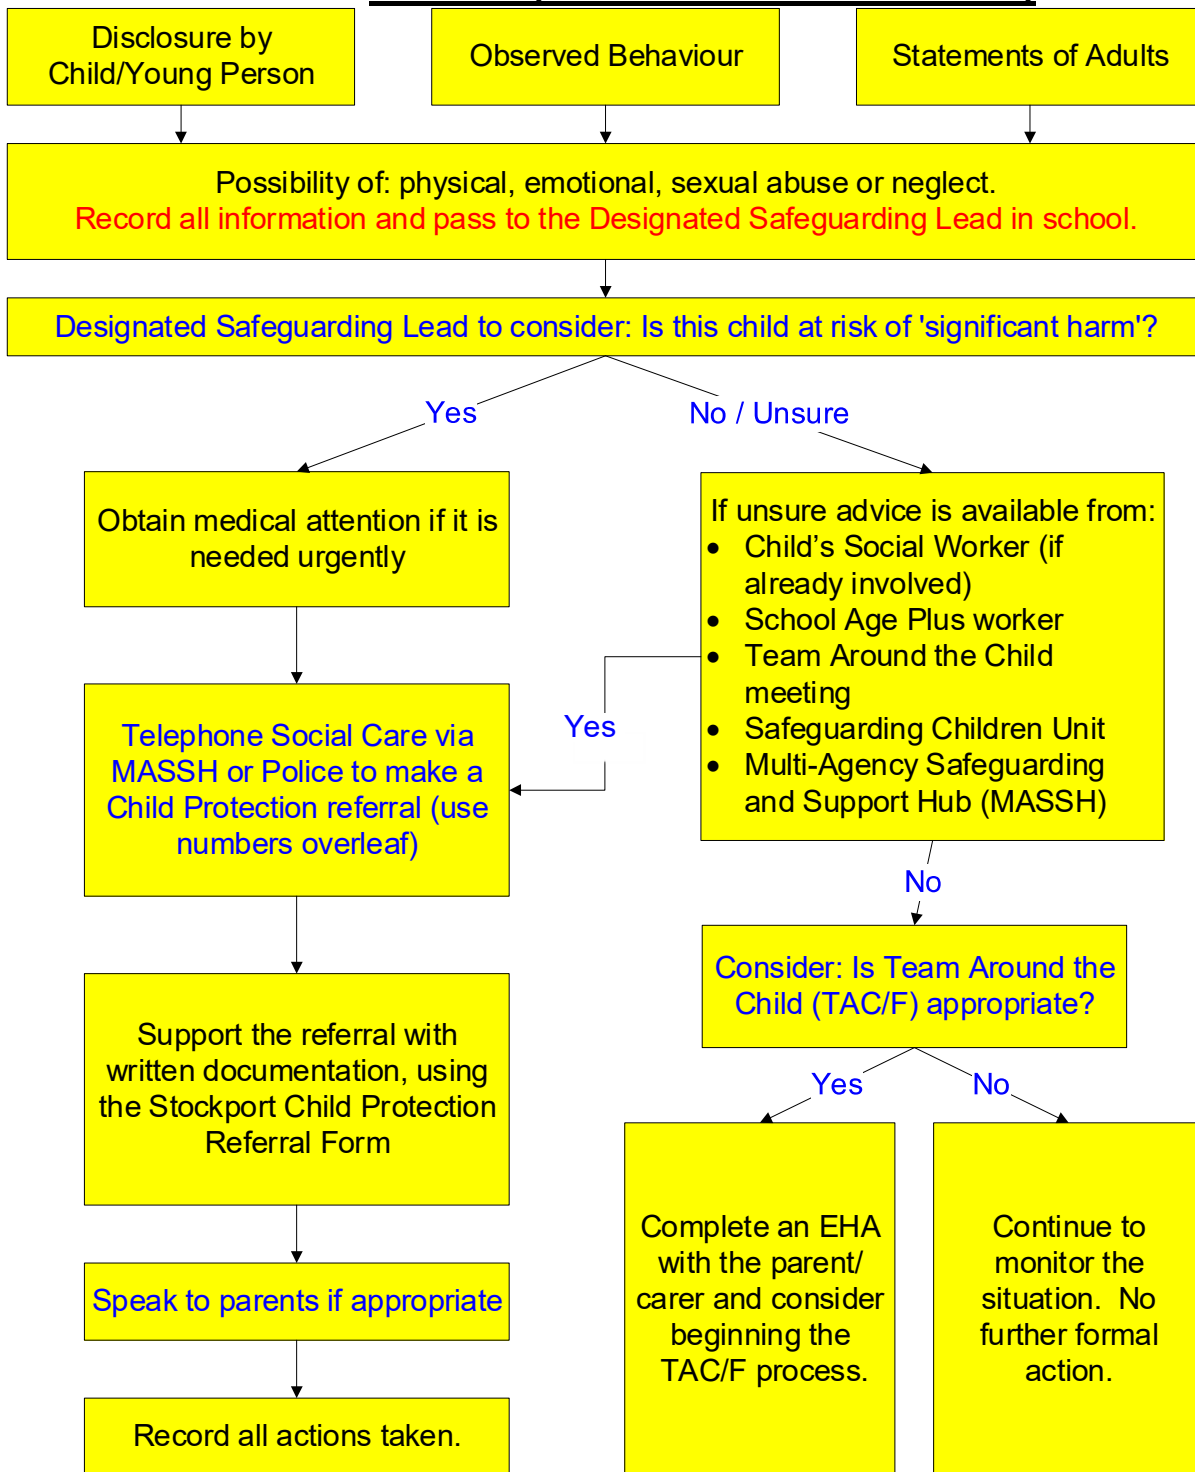 Disclosure by
Child/Young Person
Observed Behaviour
Statements of Adults
Possibility of: physical, emotional, sexual abuse or neglect.
Record all information and pass to the Designated Safeguarding Lead in school.
Designated Safeguarding Lead to consider: Is this child at risk of 'significant harm'?
Yes
No / Unsure
Obtain medical attention if it is
needed urgently
If unsure advice is available from:
• Child’s Social Worker (if
already involved)
• School Age Plus worker
• Team Around the Child
meeting
• Safeguarding Children Unit
• Multi-Agency Safeguarding
and Support Hub (MASSH)
Yes
Telephone Social Care via
MASSH or Police to make a
Child Protection referral (use
numbers overleaf)
No
Consider: Is Team Around the
Child (TAC/F) appropriate?
Support the referral with
written documentation, using
the Stockport Child Protection
Referral Form
Yes
No
Complete an EHA
with the parent/
carer and consider
beginning the
TAC/F process.
Continue to
monitor the
situation.  No
further formal
action.
Speak to parents if appropriate
Record all actions taken.